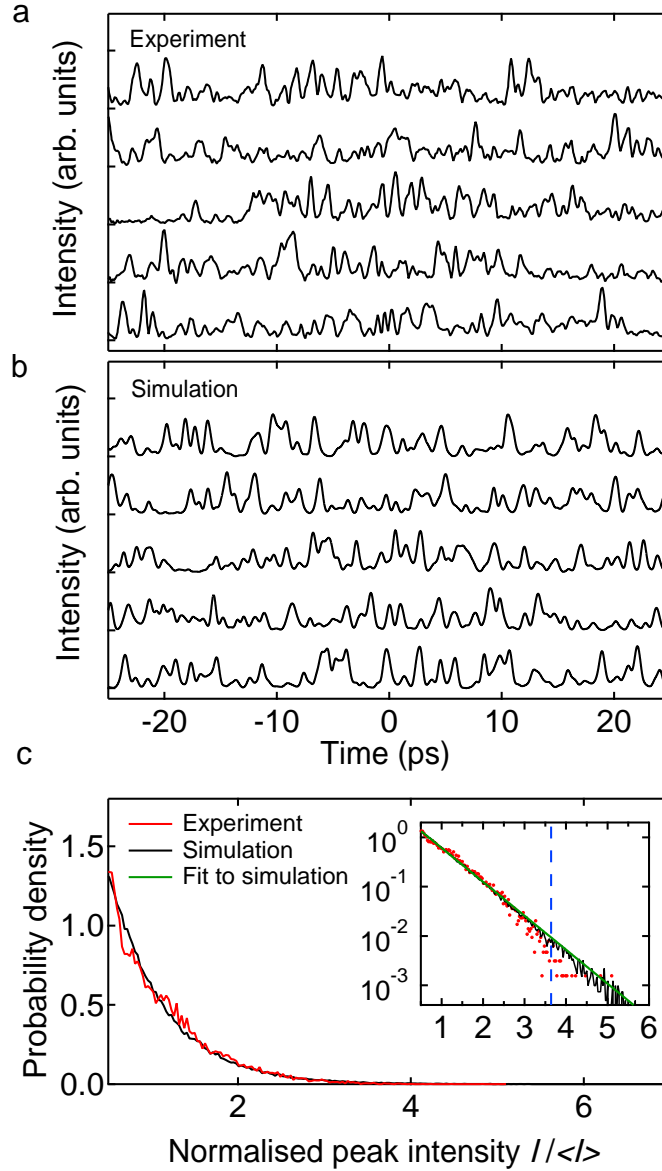 a
Experiment
Intensity (arb. units)
b
Simulation
Intensity (arb. units)
-20 -10 0 10 20
Time (ps)
c
Probability density
1.5
1.0
0.5
0.0
Experiment
Simulation
Fit to simulation
10^0
10^-1
10^-2
10^-3
1 2 3 4 5 6
2 4 6
Normalised peak intensity I/<I>